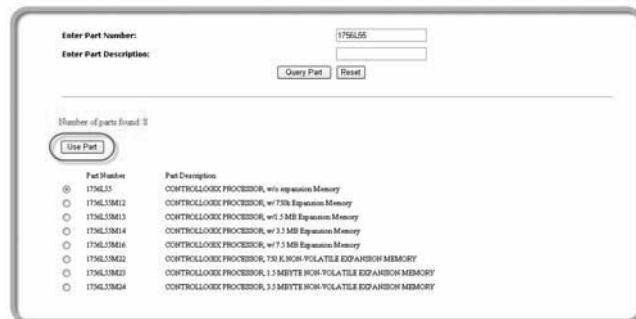 Enter Part Number: 1756L55
Enter Part Description:
Query Part Reset
Number of parts found: 8
Use Part
Part Number Part Description
1756L55 CONTROLLOGIX PROCESSOR, w/o expansion Memory
1756L55M12 CONTROLLOGIX PROCESSOR, w/ 750k Expansion Memory
1756L55M13 CONTROLLOGIX PROCESSOR, w/1.5 MB Expansion Memory
1756L55M14 CONTROLLOGIX PROCESSOR, w/ 3.5 MB Expansion Memory
1756L55M16 CONTROLLOGIX PROCESSOR, w/ 7.5 MB Expansion Memory
1756L55M22 CONTROLLOGIX PROCESSOR, 750 K NON-VOLATILE EXPANSION MEMORY
1756L55M23 CONTROLLOGIX PROCESSOR, 1.5 MBYTE NON-VOLATILE EXPANSION MEMORY
1756L55M24 CONTROLLOGIX PROCESSOR, 3.5 MBYTE NON-VOLATILE EXPANSION MEMORY